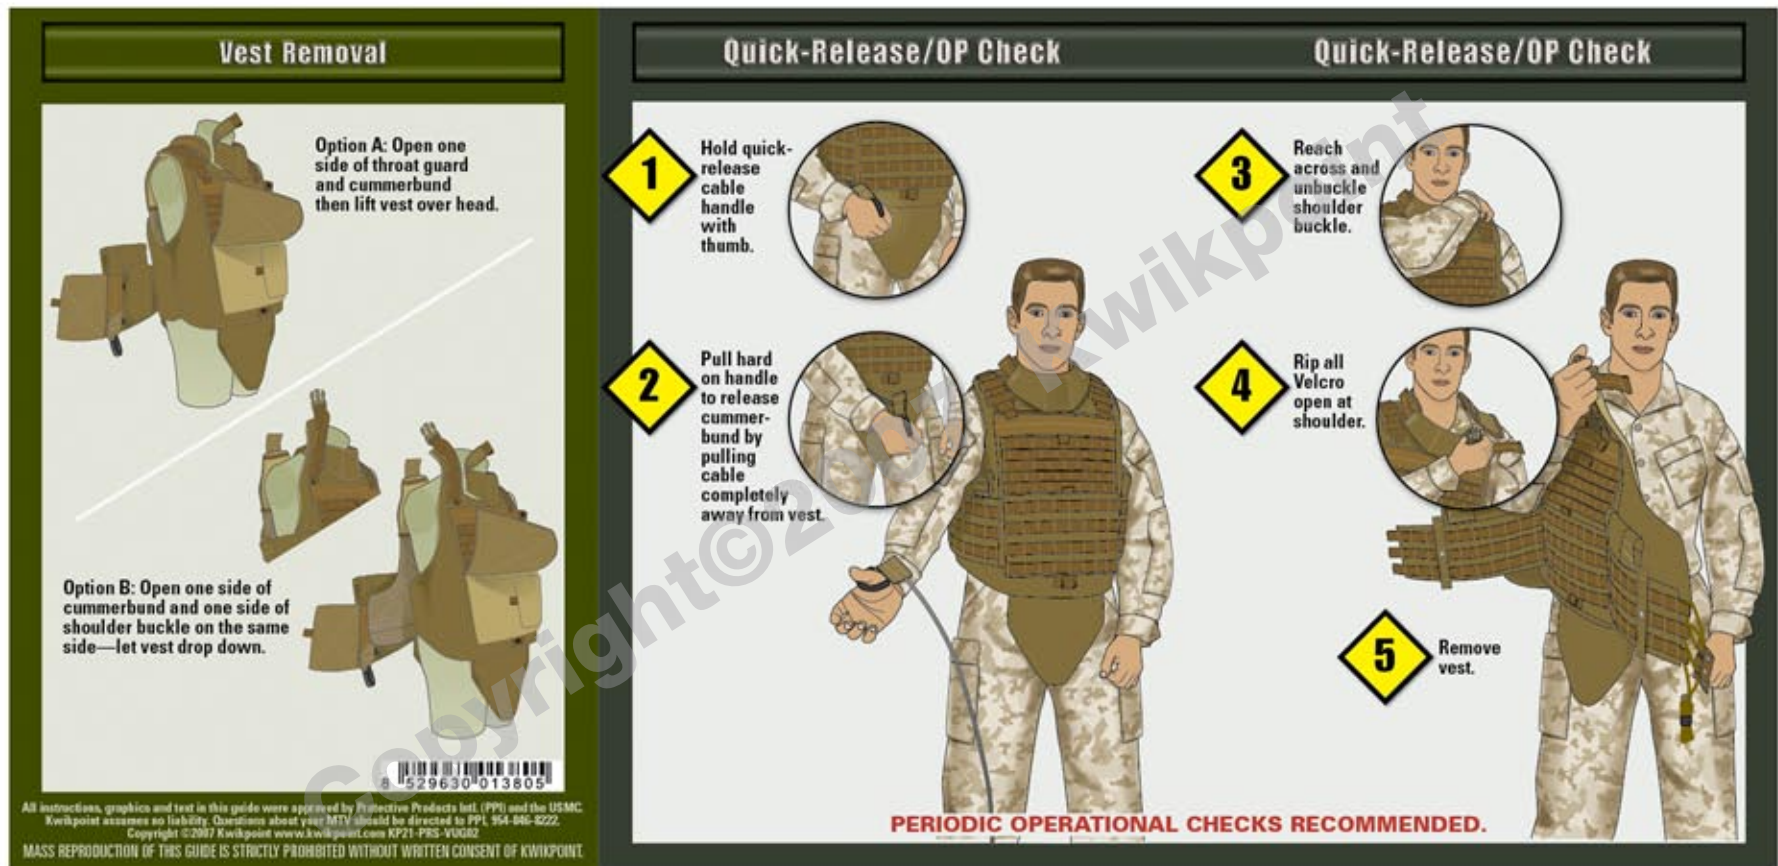 Vest Removal
Option A: Open one
side of throat guard
and cummerbund
then lift vest over head.
Option B: Open one side of
cummerbund and one side of
shoulder buckle on the same
side—let vest drop down.
8 529630 013805
All instructions, graphics and text in this guide were approved by Protective Products Intl. (PPI) and the USMC.
Kwikpoint assumes no liability. Questions about your MTV should be directed to PPI, 954-846-8222.
Copyright ©2007 Kwikpoint www.kwikpoint.com KP21-PRS-VUG02
MASS REPRODUCTION OF THIS GUIDE IS STRICTLY PROHIBITED WITHOUT WRITTEN CONSENT OF KWIKPOINT.
Quick-Release/OP Check
1
Hold quick-
release
cable
handle
with
thumb.
2
Pull hard
on handle
to release
cummer-
bund by
pulling
cable
completely
away from vest.
Quick-Release/OP Check
3
Reach
across and
unbuckle
shoulder
buckle.
4
Rip all
Velcro
open at
shoulder.
5
Remove
vest.
PERIODIC OPERATIONAL CHECKS RECOMMENDED.
Copyright©2007 Kwikpoint